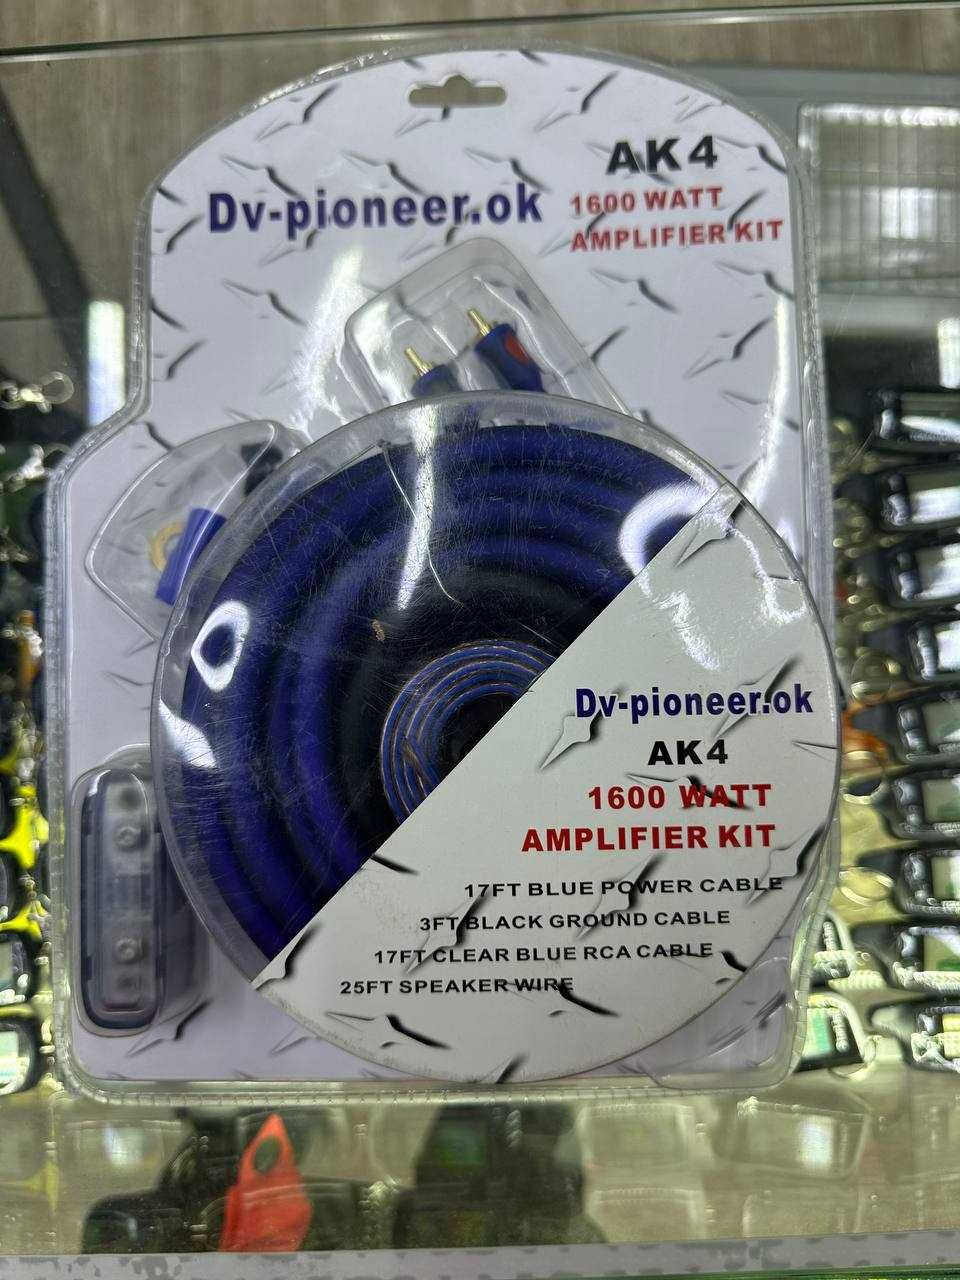 AK4
Dv-pioneer.ok
1600 WATT
AMPLIFIER KIT
Dv-pioneer.ok
AK4
1600 WATT
AMPLIFIER KIT
17FT BLUE POWER CABLE
3FT BLACK GROUND CABLE
17FT CLEAR BLUE RCA CABLE
25FT SPEAKER WIRE